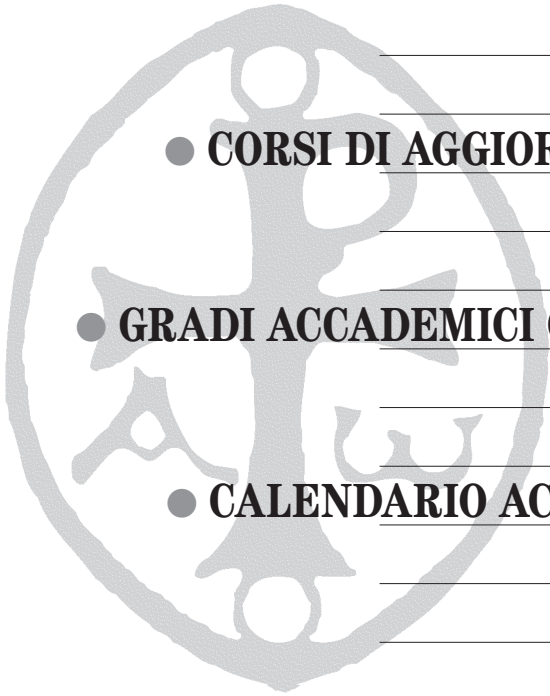 CORSI DI AGGIOR
GRADI ACCADEMICI
Α ω
CALENDARIO AC